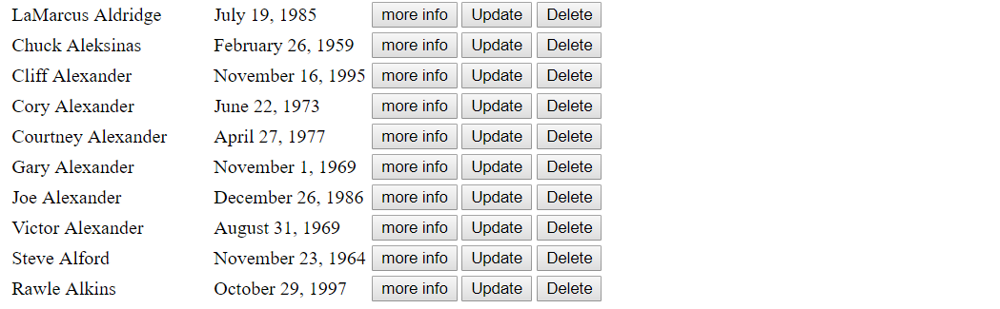 LaMarcus Aldridge July 19, 1985 more info Update Delete
Chuck Aleksinas February 26, 1959 more info Update Delete
Cliff Alexander November 16, 1995 more info Update Delete
Cory Alexander June 22, 1973 more info Update Delete
Courtney Alexander April 27, 1977 more info Update Delete
Gary Alexander November 1, 1969 more info Update Delete
Joe Alexander December 26, 1986 more info Update Delete
Victor Alexander August 31, 1969 more info Update Delete
Steve Alford November 23, 1964 more info Update Delete
Rawle Alkins October 29, 1997 more info Update Delete